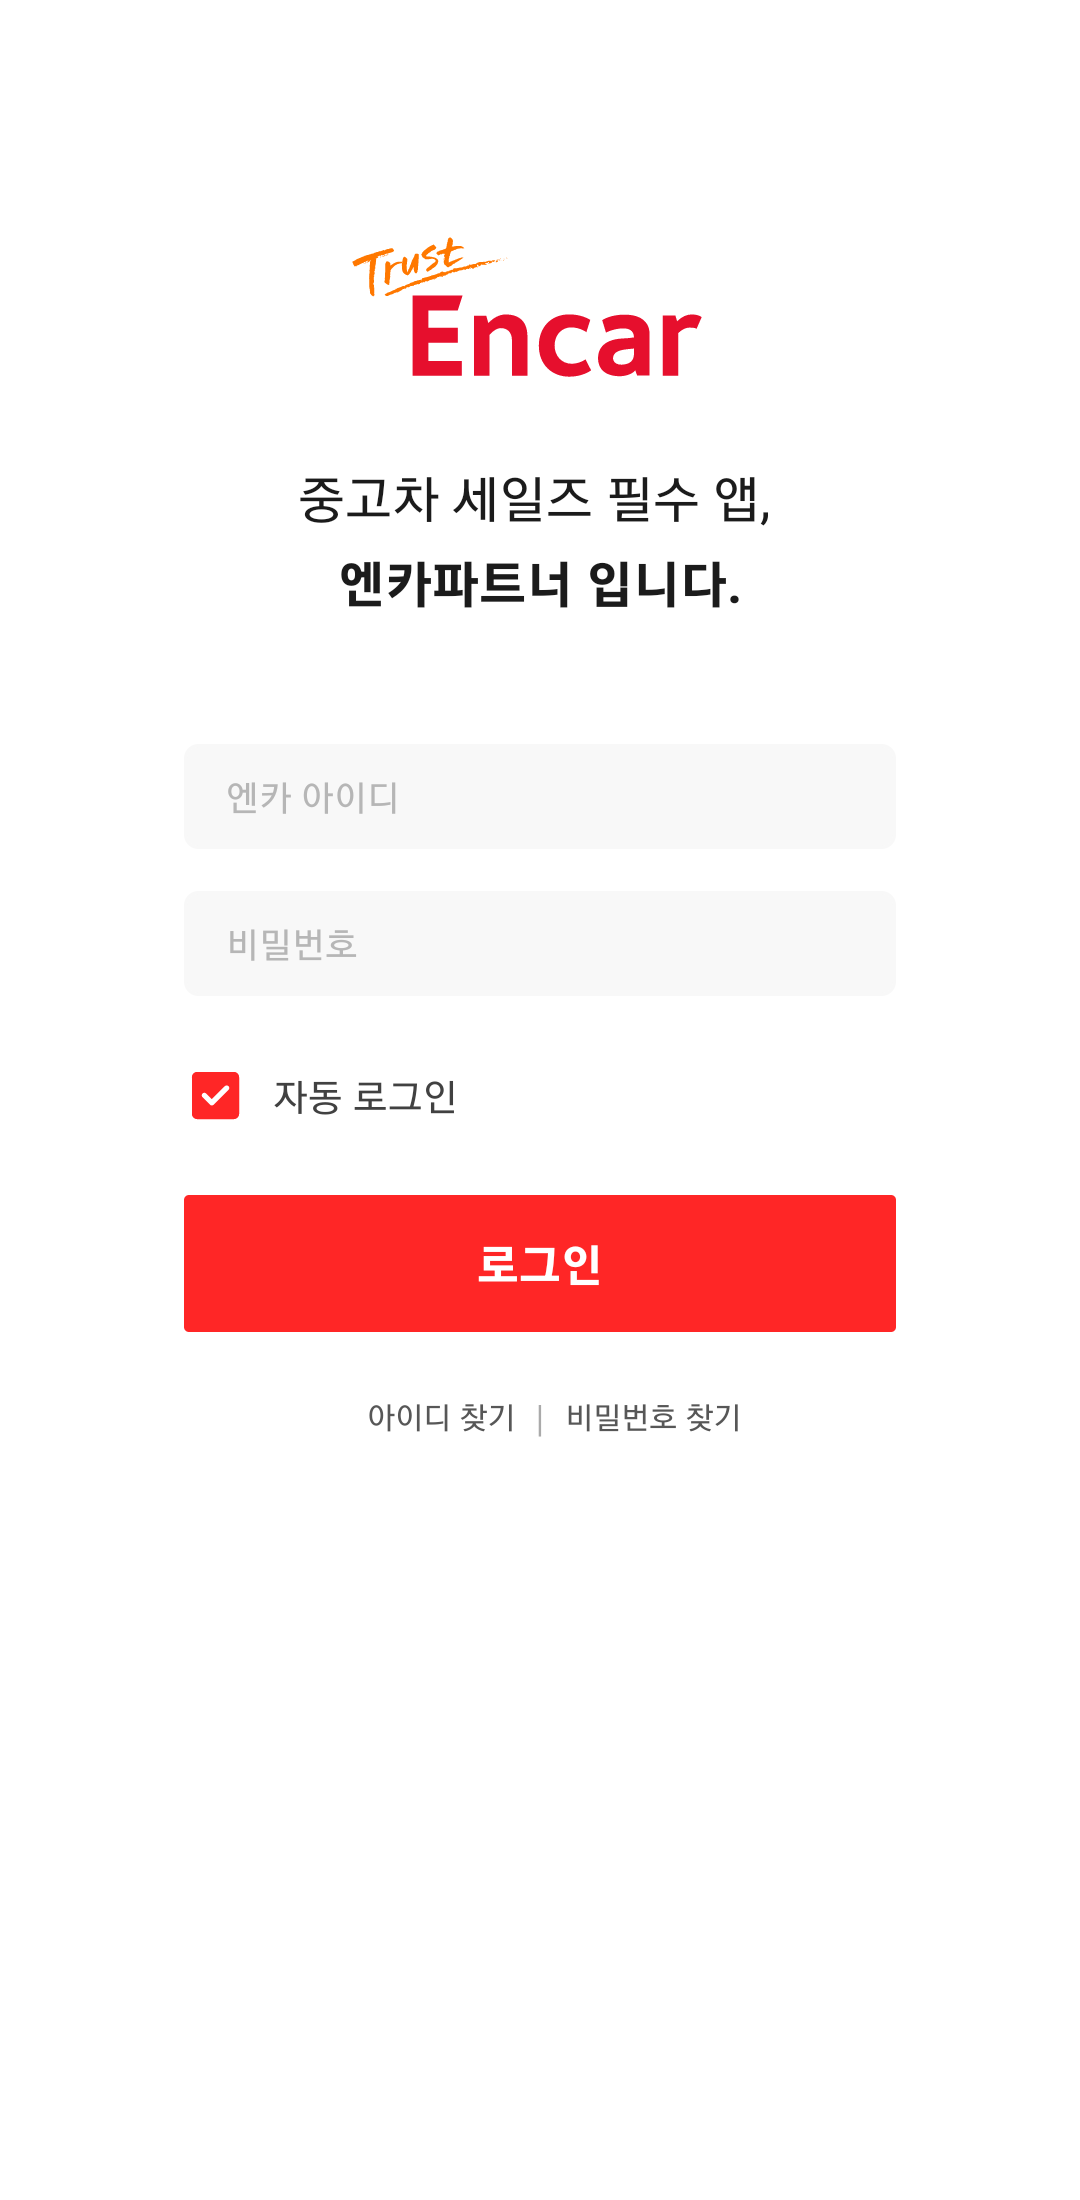 Trust
Encar
중고차 세일즈 필수 앱,
엔카파트너 입니다.
엔카 아이디
비밀번호
자동 로그인
로그인
아이디 찾기 | 비밀번호 찾기